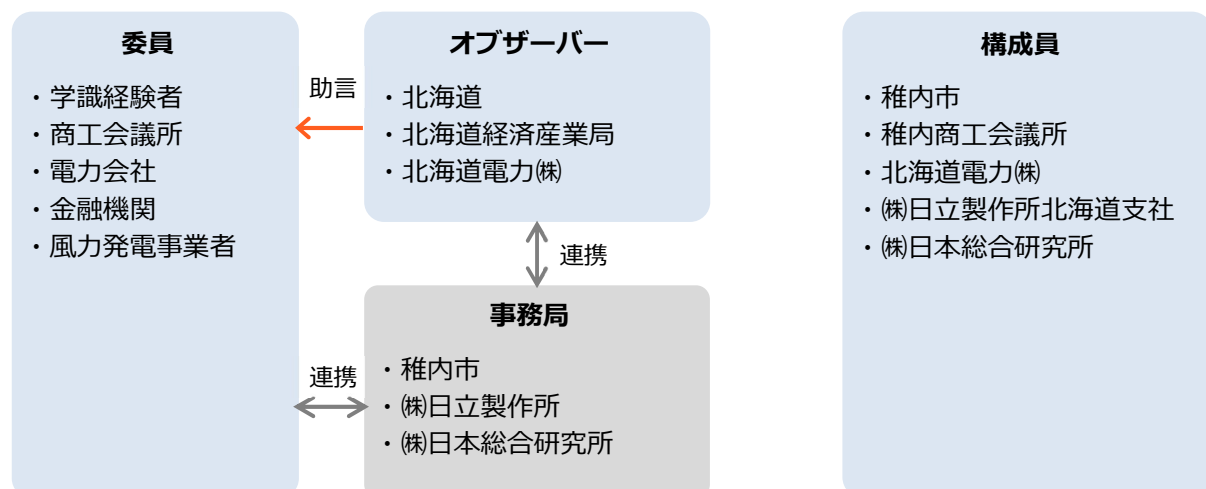 委員
・学識経験者
・商工会議所
・電力会社
・金融機関
・風力発電事業者
助言
オブザーバー
・北海道
・北海道経済産業局
・北海道電力㈱
連携
事務局
・稚内市
・㈱日立製作所
・㈱日本総合研究所
連携
構成員
・稚内市
・稚内商工会議所
・北海道電力㈱
・㈱日立製作所北海道支社
・㈱日本総合研究所